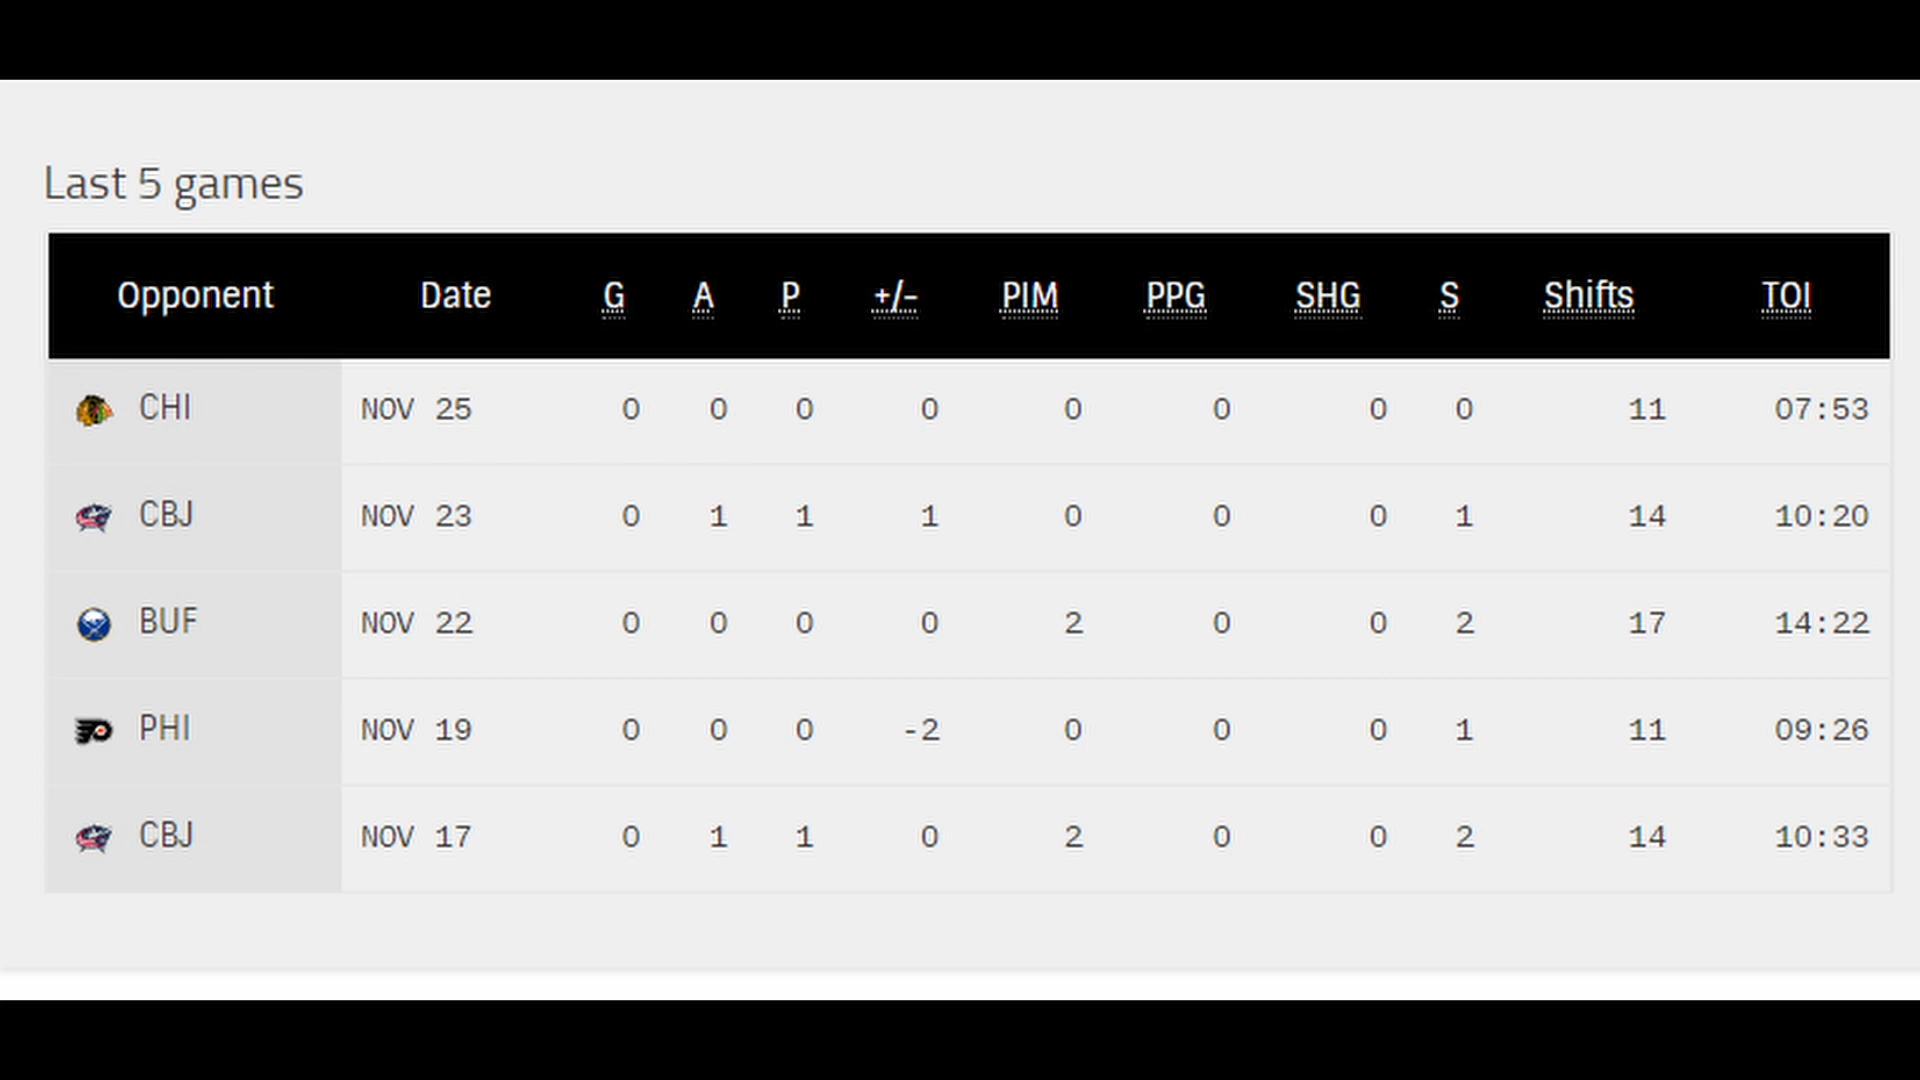 Last 5 games
Opponent Date G A P +/- PIM PPG SHG S Shifts TOI
CHI NOV 25 0 0 0 0 0 0 0 0 11 07:53
CBJ NOV 23 0 1 1 1 0 0 0 1 14 10:20
BUF NOV 22 0 0 0 0 2 0 0 2 17 14:22
PHI NOV 19 0 0 0 -2 0 0 0 1 11 09:26
CBJ NOV 17 0 1 1 0 2 0 0 2 14 10:33